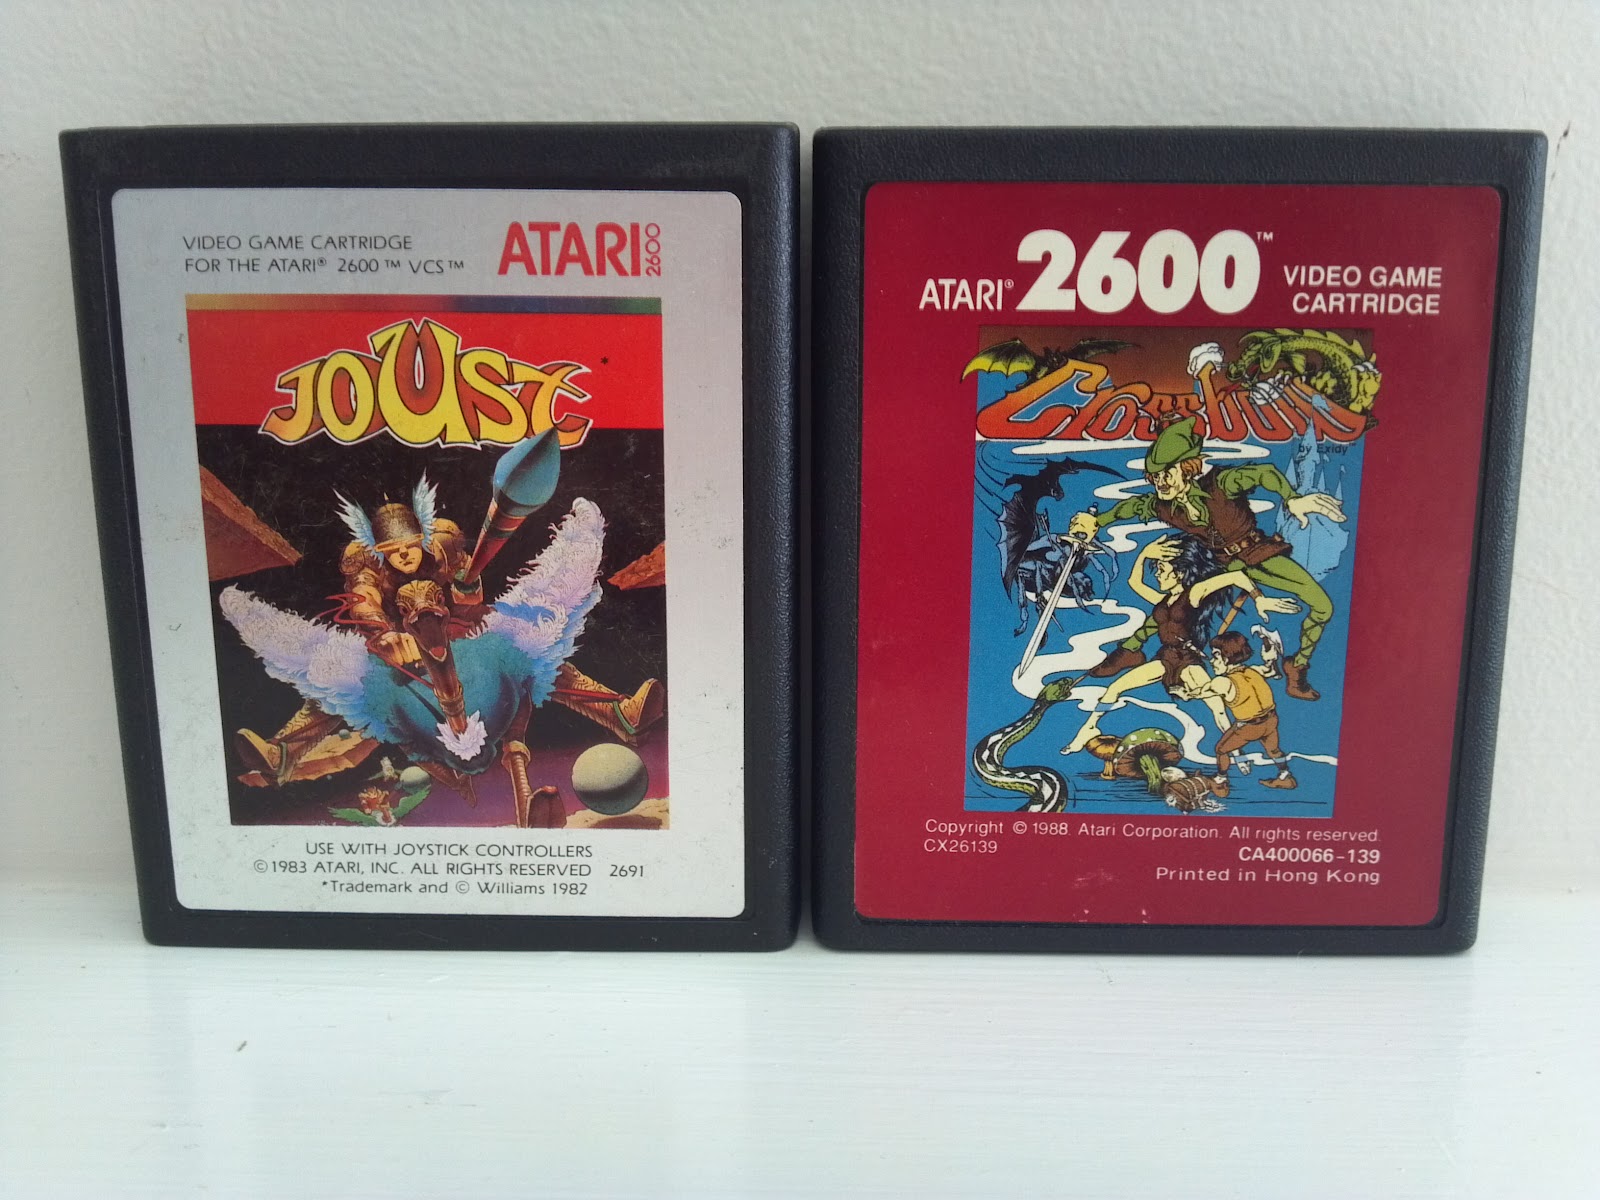 VIDEO GAME CARTRIDGE
FOR THE ATARI® 2600™ VCS™
ATARI 2600
JOUST*
USE WITH JOYSTICK CONTROLLERS
©1983 ATARI, INC. ALL RIGHTS RESERVED 2691
*Trademark and © Williams 1982
ATARI® 2600™ VIDEO GAME
CARTRIDGE
Crossbow
by Exidy
Copyright © 1988 Atari Corporation. All rights reserved.
CX26139
CA400066-139
Printed in Hong Kong